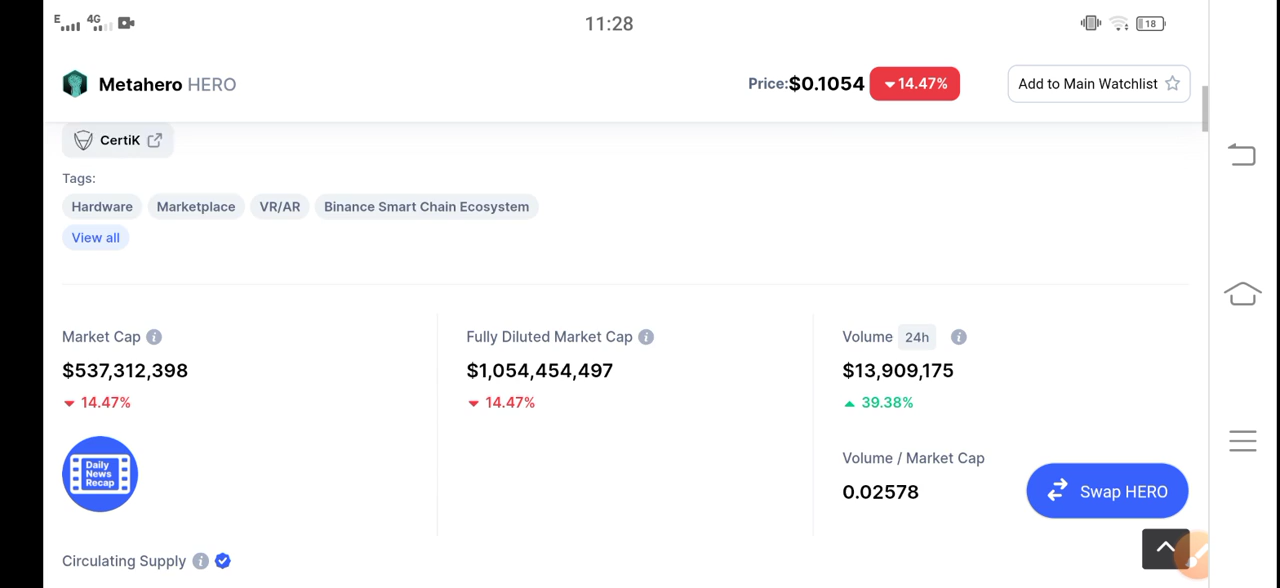 E 4G 11:28 18
Metahero HERO Price:$0.1054 14.47% Add to Main Watchlist
CertiK
Tags:
Hardware Marketplace VR/AR Binance Smart Chain Ecosystem
View all
Market Cap Fully Diluted Market Cap Volume 24h
$537,312,398 $1,054,454,497 $13,909,175
14.47% 14.47% 39.38%
Daily
News
Recap
Volume / Market Cap
0.02578 Swap HERO
Circulating Supply